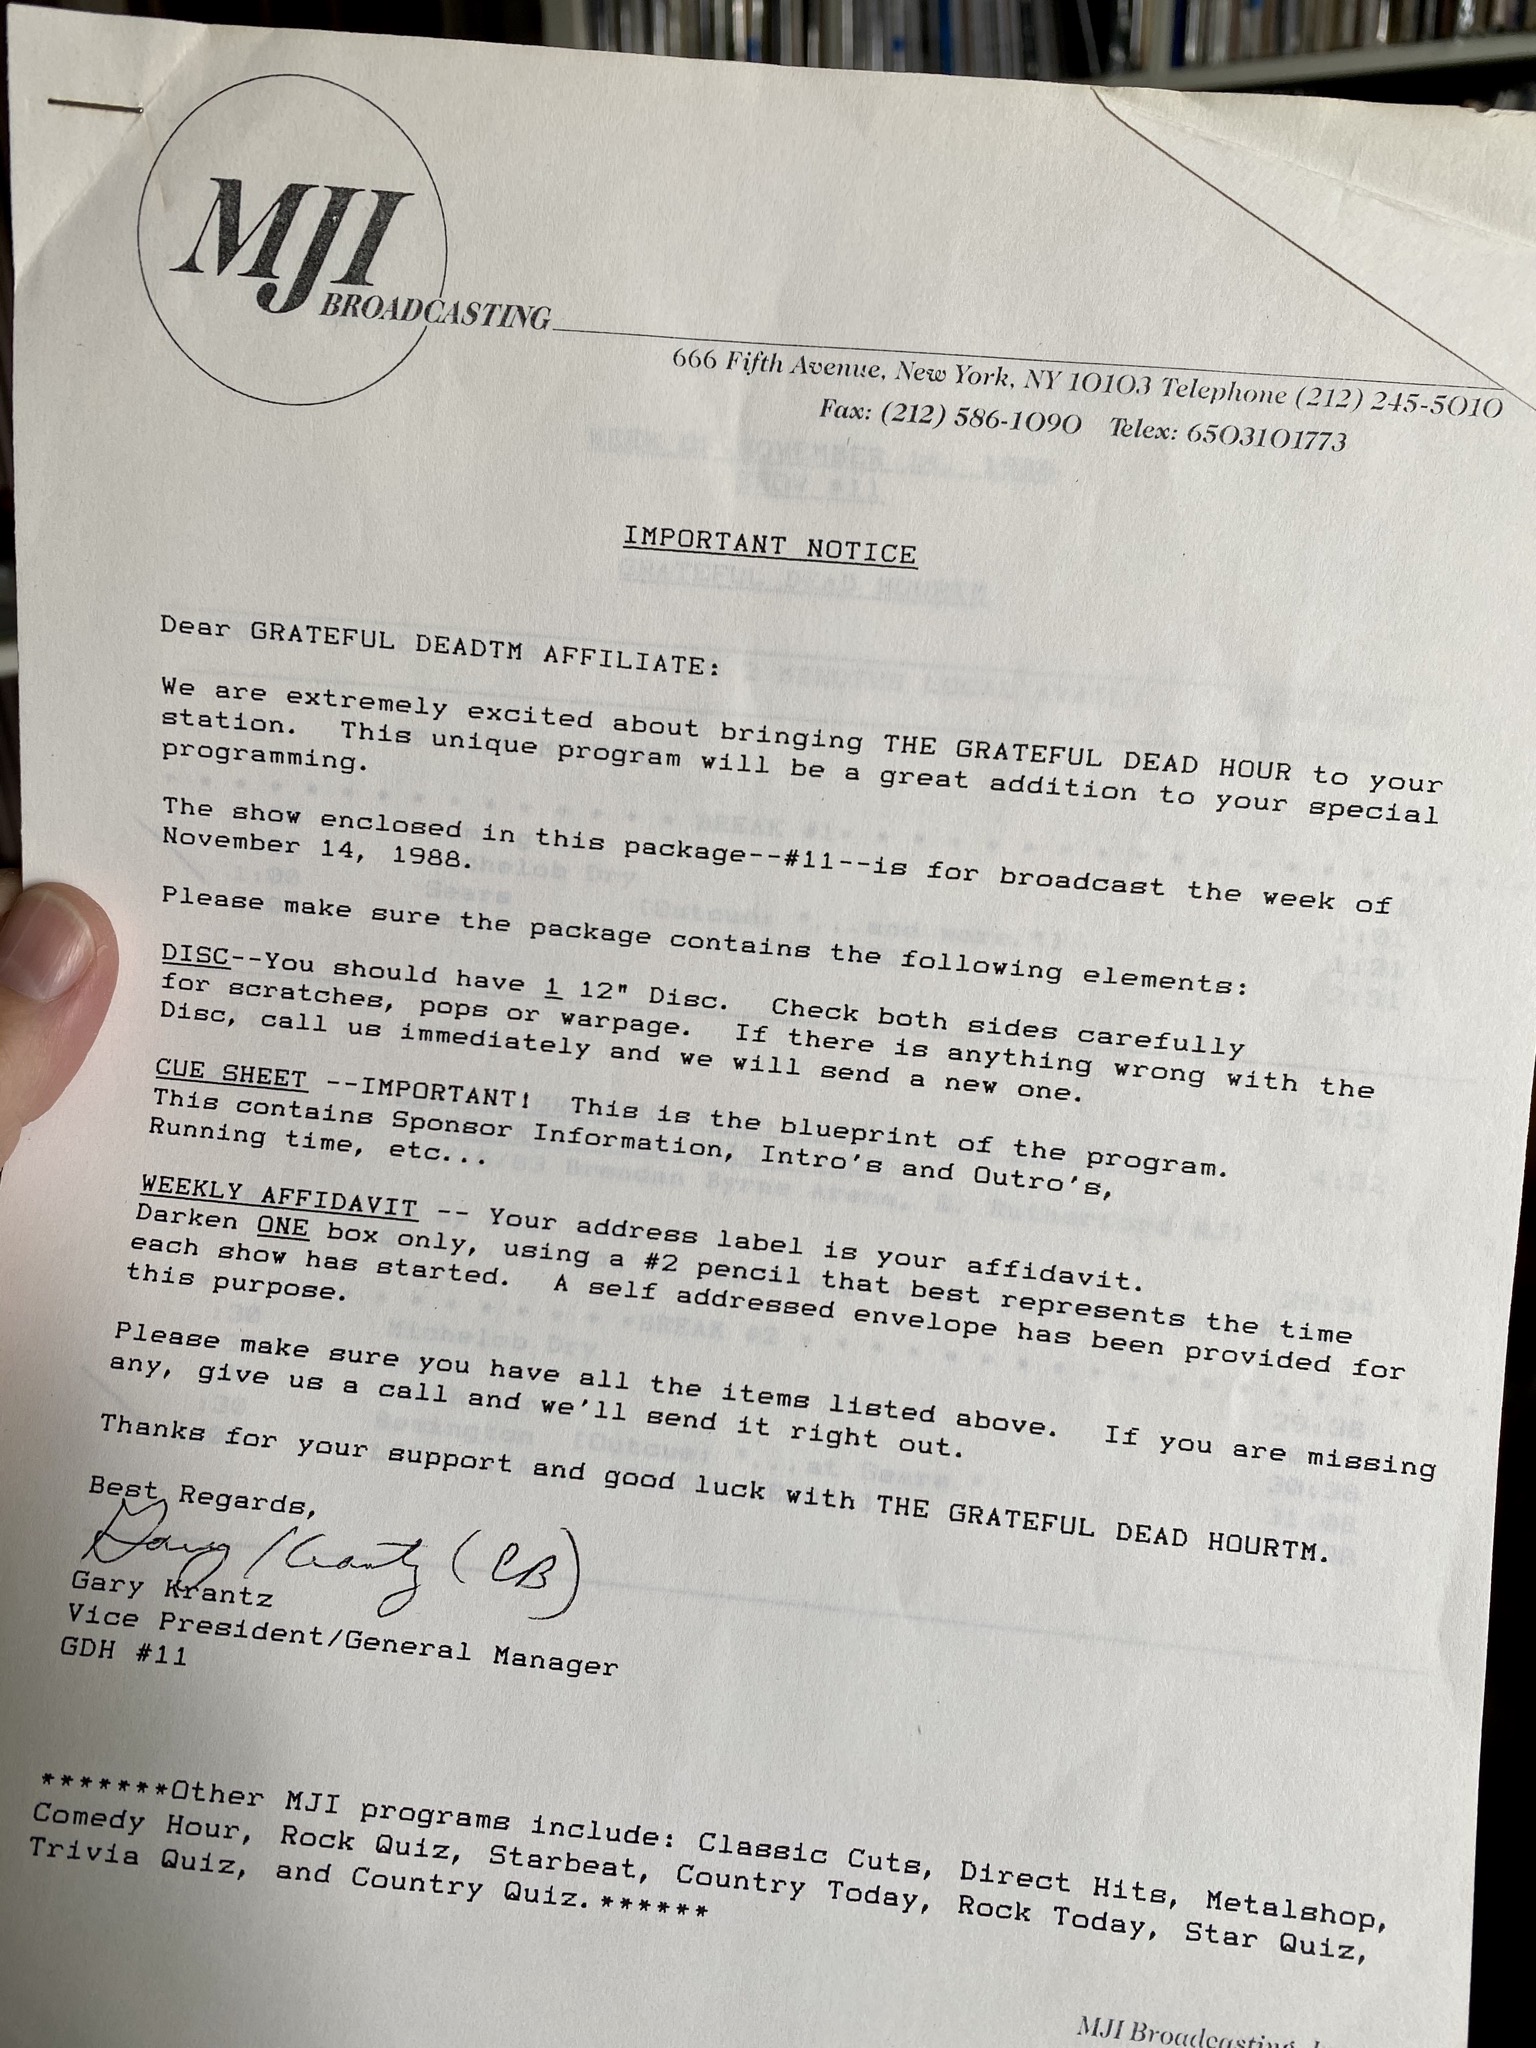 MJI
BROADCASTING
666 Fifth Avenue, New York, NY 10103 Telephone (212) 245-5010
Fax: (212) 586-1090 Telex: 6503101773
IMPORTANT NOTICE
Dear GRATEFUL DEADTM AFFILIATE:
We are extremely excited about bringing THE GRATEFUL DEAD HOUR to your
station. This unique program will be a great addition to your special
programming.
The show enclosed in this package--#11--is for broadcast the week of
November 14, 1988.
Please make sure the package contains the following elements:
DISC--You should have 1 12" Disc. Check both sides carefully
for scratches, pops or warpage. If there is anything wrong with the
Disc, call us immediately and we will send a new one.
CUE SHEET --IMPORTANT! This is the blueprint of the program.
This contains Sponsor Information, Intro's and Outro's,
Running time, etc...
WEEKLY AFFIDAVIT -- Your address label is your affidavit.
Darken ONE box only, using a #2 pencil that best represents the time
each show has started. A self addressed envelope has been provided for
this purpose.
Please make sure you have all the items listed above. If you are missing
any, give us a call and we'll send it right out.
Thanks for your support and good luck with THE GRATEFUL DEAD HOURTM.
Best Regards,
Gary Krantz (CB)
Gary Krantz
Vice President/General Manager
GDH #11
*******Other MJI programs include: Classic Cuts, Direct Hits, Metalshop,
Comedy Hour, Rock Quiz, Starbeat, Country Today, Rock Today, Star Quiz,
Trivia Quiz, and Country Quiz.******
MJI Broadcasting,